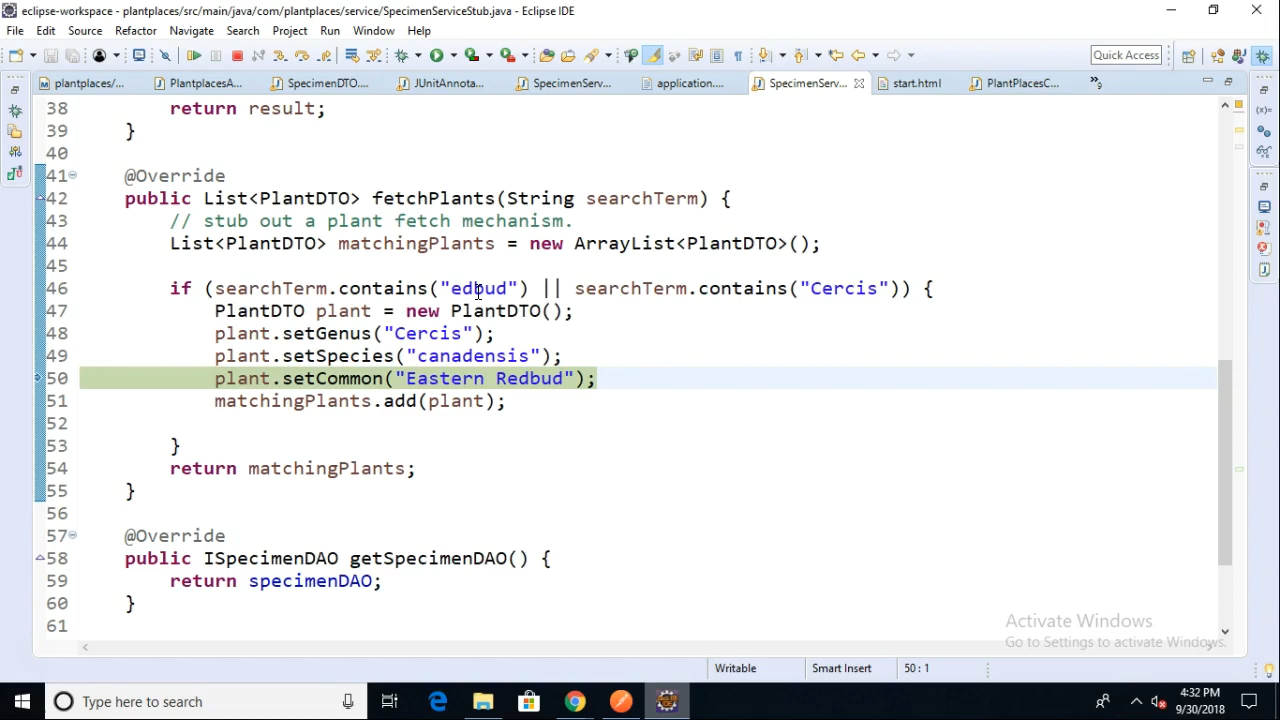 eclipse-workspace - plantplaces/src/main/java/com/plantplaces/service/SpecimenServiceStub.java - Eclipse IDE
File Edit Source Refactor Navigate Search Project Run Window Help
Quick Access
plantplaces/... PlantplacesA... SpecimenDTO.... JUnitAnnota... SpecimenServ... application.... SpecimenServ... start.html PlantPlacesC... »9
38 return result;
39 }
40
41 @Override
42 public List<PlantDTO> fetchPlants(String searchTerm) {
43 // stub out a plant fetch mechanism.
44 List<PlantDTO> matchingPlants = new ArrayList<PlantDTO>();
45
46 if (searchTerm.contains("edbud") || searchTerm.contains("Cercis")) {
47 PlantDTO plant = new PlantDTO();
48 plant.setGenus("Cercis");
49 plant.setSpecies("canadensis");
50 plant.setCommon("Eastern Redbud");
51 matchingPlants.add(plant);
52
53 }
54 return matchingPlants;
55 }
56
57 @Override
58 public ISpecimenDAO getSpecimenDAO() {
59 return specimenDAO;
60 }
61
Activate Windows
Go to Settings to activate Windows.
Writable Smart Insert 50 : 1
Type here to search
4:32 PM
9/30/2018